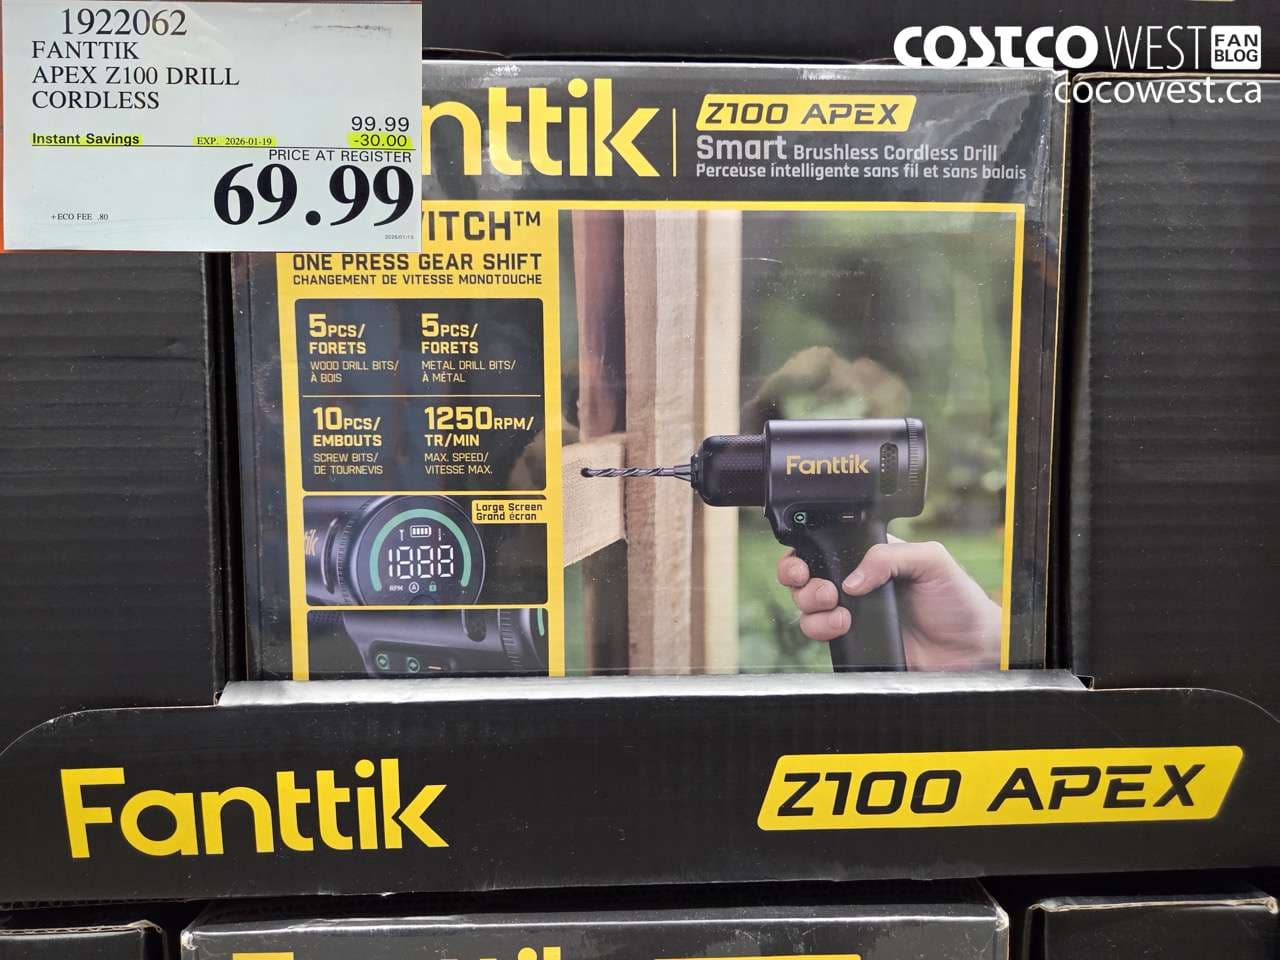 1922062
FANTTIK
APEX Z100 DRILL
CORDLESS
99.99
Instant Savings EXP. 2026-01-19 -30.00
PRICE AT REGISTER
69.99
+ECO FEE .80
COSTCO WEST FAN BLOG
cocowest.ca
nttik
Z100 APEX
Smart Brushless Cordless Drill
Perceuse intelligente sans fil et sans balais
ITCH™
ONE PRESS GEAR SHIFT
CHANGEMENT DE VITESSE MONOTOUCHE
5PCS/
FORETS
WOOD DRILL BITS/
À BOIS
5PCS/
FORETS
METAL DRILL BITS/
À MÉTAL
10PCS/
EMBOUTS
SCREW BITS/
DE TOURNEVIS
1250RPM/
TR/MIN
MAX. SPEED/
VITESSE MAX.
Large Screen
Grand écran
1888
RPM
Fanttik
Fanttik
Z100 APEX